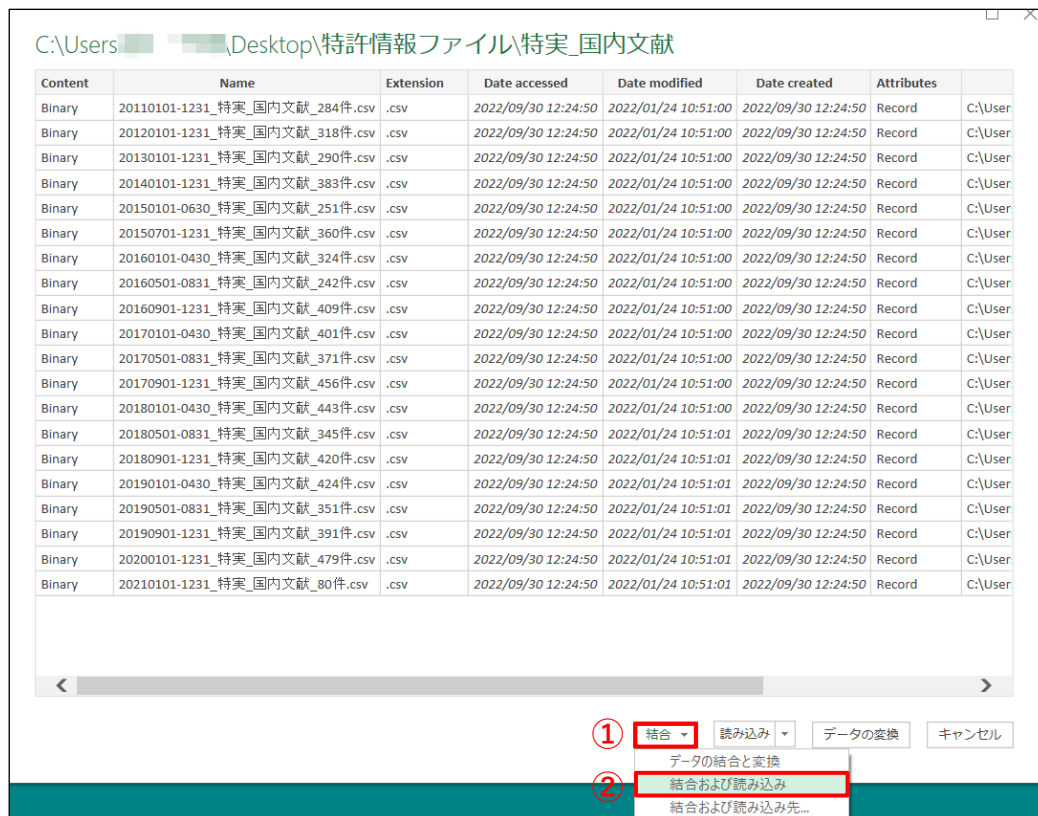 C:\Users \Desktop\特許情報ファイル\特実_国内文献
Content Name Extension Date accessed Date modified Date created Attributes
Binary 20110101-1231_特実_国内文献_284件.csv .csv 2022/09/30 12:24:50 2022/01/24 10:51:00 2022/09/30 12:24:50 Record C:\User
Binary 20120101-1231_特実_国内文献_318件.csv .csv 2022/09/30 12:24:50 2022/01/24 10:51:00 2022/09/30 12:24:50 Record C:\User
Binary 20130101-1231_特実_国内文献_290件.csv .csv 2022/09/30 12:24:50 2022/01/24 10:51:00 2022/09/30 12:24:50 Record C:\User
Binary 20140101-1231_特実_国内文献_383件.csv .csv 2022/09/30 12:24:50 2022/01/24 10:51:00 2022/09/30 12:24:50 Record C:\User
Binary 20150101-0630_特実_国内文献_251件.csv .csv 2022/09/30 12:24:50 2022/01/24 10:51:00 2022/09/30 12:24:50 Record C:\User
Binary 20150701-1231_特実_国内文献_360件.csv .csv 2022/09/30 12:24:50 2022/01/24 10:51:00 2022/09/30 12:24:50 Record C:\User
Binary 20160101-0430_特実_国内文献_324件.csv .csv 2022/09/30 12:24:50 2022/01/24 10:51:00 2022/09/30 12:24:50 Record C:\User
Binary 20160501-0831_特実_国内文献_242件.csv .csv 2022/09/30 12:24:50 2022/01/24 10:51:00 2022/09/30 12:24:50 Record C:\User
Binary 20160901-1231_特実_国内文献_409件.csv .csv 2022/09/30 12:24:50 2022/01/24 10:51:00 2022/09/30 12:24:50 Record C:\User
Binary 20170101-0430_特実_国内文献_401件.csv .csv 2022/09/30 12:24:50 2022/01/24 10:51:00 2022/09/30 12:24:50 Record C:\User
Binary 20170501-0831_特実_国内文献_371件.csv .csv 2022/09/30 12:24:50 2022/01/24 10:51:00 2022/09/30 12:24:50 Record C:\User
Binary 20170901-1231_特実_国内文献_456件.csv .csv 2022/09/30 12:24:50 2022/01/24 10:51:00 2022/09/30 12:24:50 Record C:\User
Binary 20180101-0430_特実_国内文献_443件.csv .csv 2022/09/30 12:24:50 2022/01/24 10:51:00 2022/09/30 12:24:50 Record C:\User
Binary 20180501-0831_特実_国内文献_345件.csv .csv 2022/09/30 12:24:50 2022/01/24 10:51:01 2022/09/30 12:24:50 Record C:\User
Binary 20180901-1231_特実_国内文献_420件.csv .csv 2022/09/30 12:24:50 2022/01/24 10:51:01 2022/09/30 12:24:50 Record C:\User
Binary 20190101-0430_特実_国内文献_424件.csv .csv 2022/09/30 12:24:50 2022/01/24 10:51:01 2022/09/30 12:24:50 Record C:\User
Binary 20190501-0831_特実_国内文献_351件.csv .csv 2022/09/30 12:24:50 2022/01/24 10:51:01 2022/09/30 12:24:50 Record C:\User
Binary 20190901-1231_特実_国内文献_391件.csv .csv 2022/09/30 12:24:50 2022/01/24 10:51:01 2022/09/30 12:24:50 Record C:\User
Binary 20200101-1231_特実_国内文献_479件.csv .csv 2022/09/30 12:24:50 2022/01/24 10:51:01 2022/09/30 12:24:50 Record C:\User
Binary 20210101-1231_特実_国内文献_80件.csv .csv 2022/09/30 12:24:50 2022/01/24 10:51:01 2022/09/30 12:24:50 Record C:\User
① 結合 読み込み データの変換 キャンセル
データの結合と変換
② 結合および読み込み
結合および読み込み先...